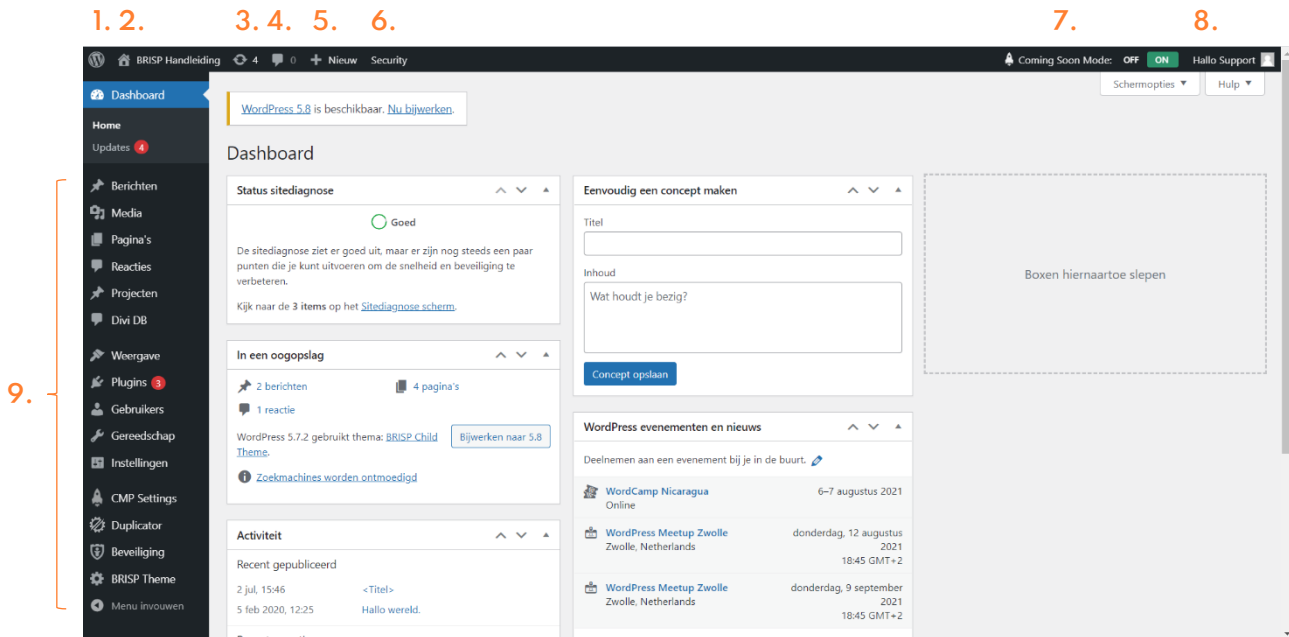 1. 2. 3. 4. 5. 6. 7. 8.
BRISP Handleiding 4 0 Nieuw Security Coming Soon Mode: OFF ON Hallo Support
Dashboard
Home
Updates 4
9.
Berichten
Media
Pagina's
Reacties
Projecten
Divi DB
Weergave
Plugins 3
Gebruikers
Gereedschap
Instellingen
CMP Settings
Duplicator
Beveiliging
BRISP Theme
Menu invouwen
Schermopties Hulp
WordPress 5.8 is beschikbaar. Nu bijwerken.
Dashboard
Status sitediagnose
Goed
De sitediagnose ziet er goed uit, maar er zijn nog steeds een paar
punten die je kunt uitvoeren om de snelheid en beveiliging te
verbeteren.
Kijk naar de 3 items op het Sitediagnose scherm.
In een oogopslag
2 berichten 4 pagina's
1 reactie
WordPress 5.7.2 gebruikt thema: BRISP Child
Theme.
Bijwerken naar 5.8
Zoekmachines worden ontmoedigd
Activiteit
Recent gepubliceerd
2 jul, 15:46 <Titel>
5 feb 2020, 12:25 Hallo wereld.
Eenvoudig een concept maken
Titel
Inhoud
Wat houdt je bezig?
Concept opslaan
WordPress evenementen en nieuws
Deelnemen aan een evenement bij je in de buurt.
WordCamp Nicaragua 6–7 augustus 2021
Online
WordPress Meetup Zwolle donderdag, 12 augustus
Zwolle, Netherlands 2021
18:45 GMT+2
WordPress Meetup Zwolle donderdag, 9 september
Zwolle, Netherlands 2021
18:45 GMT+2
Boxen hiernaartoe slepen